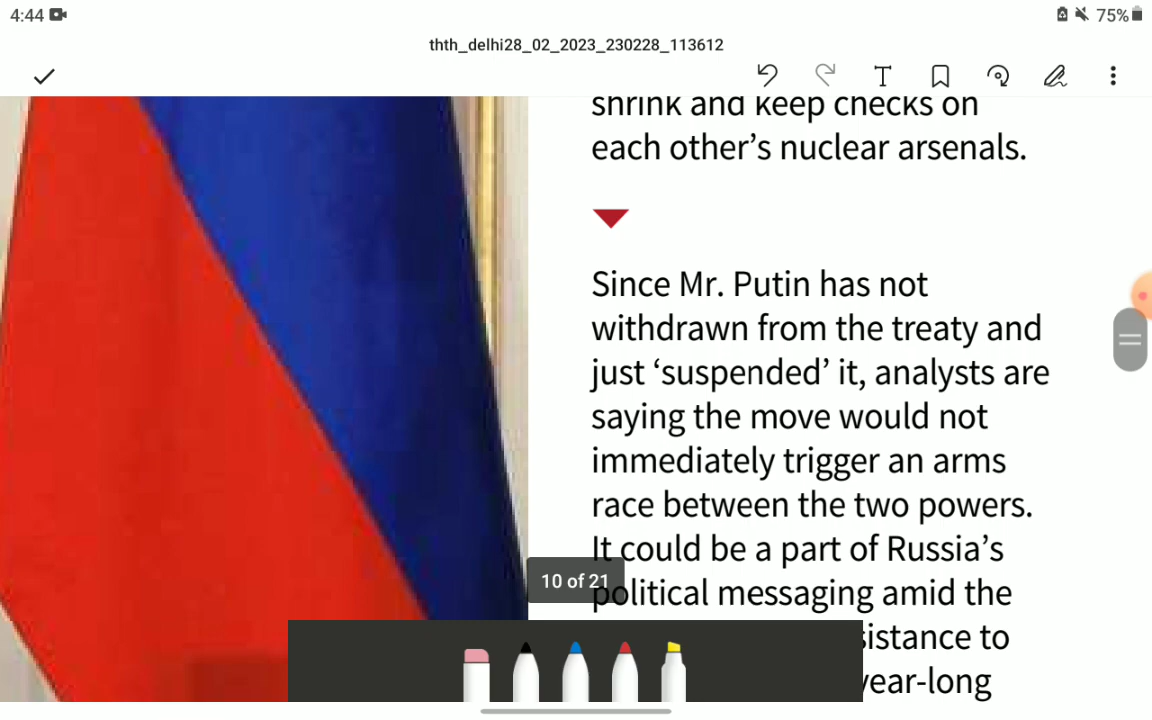 4:44
75%
thth_delhi28_02_2023_230228_113612
T
shrink and keep checks on
each other’s nuclear arsenals.
Since Mr. Putin has not
withdrawn from the treaty and
just ‘suspended’ it, analysts are
saying the move would not
immediately trigger an arms
race between the two powers.
It could be a part of Russia’s
10 of 21
political messaging amid the
sistance to
year-long